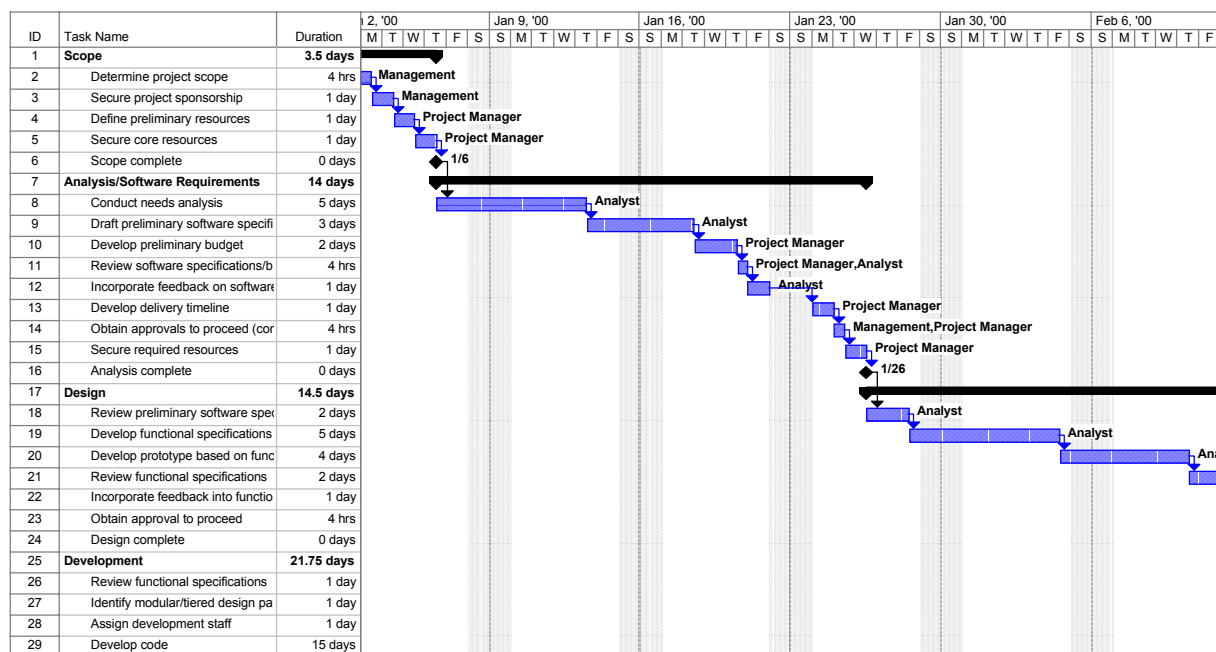 n 2, '00 Jan 9, '00 Jan 16, '00 Jan 23, '00 Jan 30, '00 Feb 6, '00
ID Task Name Duration M T W T F S S M T W T F S S M T W T F S S M T W T F S S M T W T F S S M T W T F
1 Scope 3.5 days
2 Determine project scope 4 hrs Management
3 Secure project sponsorship 1 day Management
4 Define preliminary resources 1 day Project Manager
5 Secure core resources 1 day Project Manager
6 Scope complete 0 days 1/6
7 Analysis/Software Requirements 14 days
8 Conduct needs analysis 5 days Analyst
9 Draft preliminary software specifi 3 days Analyst
10 Develop preliminary budget 2 days Project Manager
11 Review software specifications/b 4 hrs Project Manager,Analyst
12 Incorporate feedback on software 1 day Analyst
13 Develop delivery timeline 1 day Project Manager
14 Obtain approvals to proceed (cor 4 hrs Management,Project Manager
15 Secure required resources 1 day Project Manager
16 Analysis complete 0 days 1/26
17 Design 14.5 days
18 Review preliminary software spec 2 days Analyst
19 Develop functional specifications 5 days Analyst
20 Develop prototype based on func 4 days Ana
21 Review functional specifications 2 days
22 Incorporate feedback into functio 1 day
23 Obtain approval to proceed 4 hrs
24 Design complete 0 days
25 Development 21.75 days
26 Review functional specifications 1 day
27 Identify modular/tiered design pa 1 day
28 Assign development staff 1 day
29 Develop code 15 days